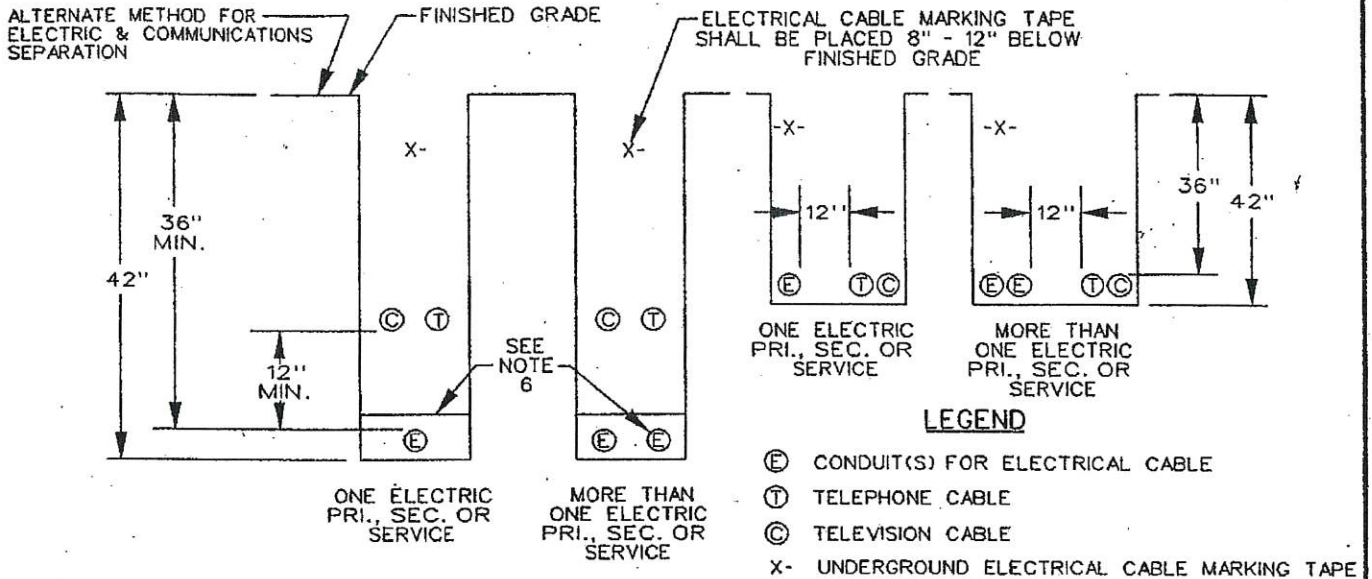 ALTERNATE METHOD FOR
ELECTRIC & COMMUNICATIONS
SEPARATION
FINISHED GRADE
ELECTRICAL CABLE MARKING TAPE
SHALL BE PLACED 8" - 12" BELOW
FINISHED GRADE
X-
X-
-X-
-X-
36"
MIN.
42"
12"
MIN.
12"
12"
36"
42"
C T
C T
E
E E
E T C
E E T C
SEE
NOTE
6
ONE ELECTRIC
PRI., SEC. OR
SERVICE
MORE THAN
ONE ELECTRIC
PRI., SEC. OR
SERVICE
ONE ELECTRIC
PRI., SEC. OR
SERVICE
MORE THAN
ONE ELECTRIC
PRI., SEC. OR
SERVICE
LEGEND
E CONDUIT(S) FOR ELECTRICAL CABLE
T TELEPHONE CABLE
C TELEVISION CABLE
X- UNDERGROUND ELECTRICAL CABLE MARKING TAPE